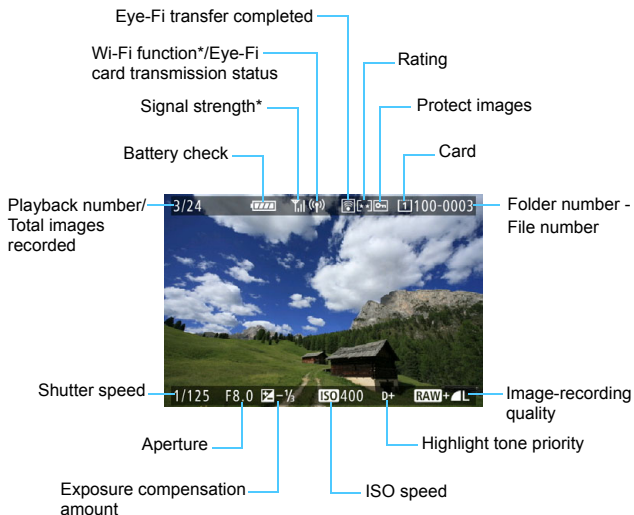 Eye-Fi transfer completed
Wi-Fi function*/Eye-Fi
card transmission status
Rating
Signal strength*
Protect images
Battery check
Card
Playback number/
Total images
recorded
3/24
1 100-0003
Folder number -
File number
Shutter speed
1/125 F8.0 -⅓ ISO 400 D+ RAW+L
Image-recording
quality
Aperture
Highlight tone priority
Exposure compensation
amount
ISO speed